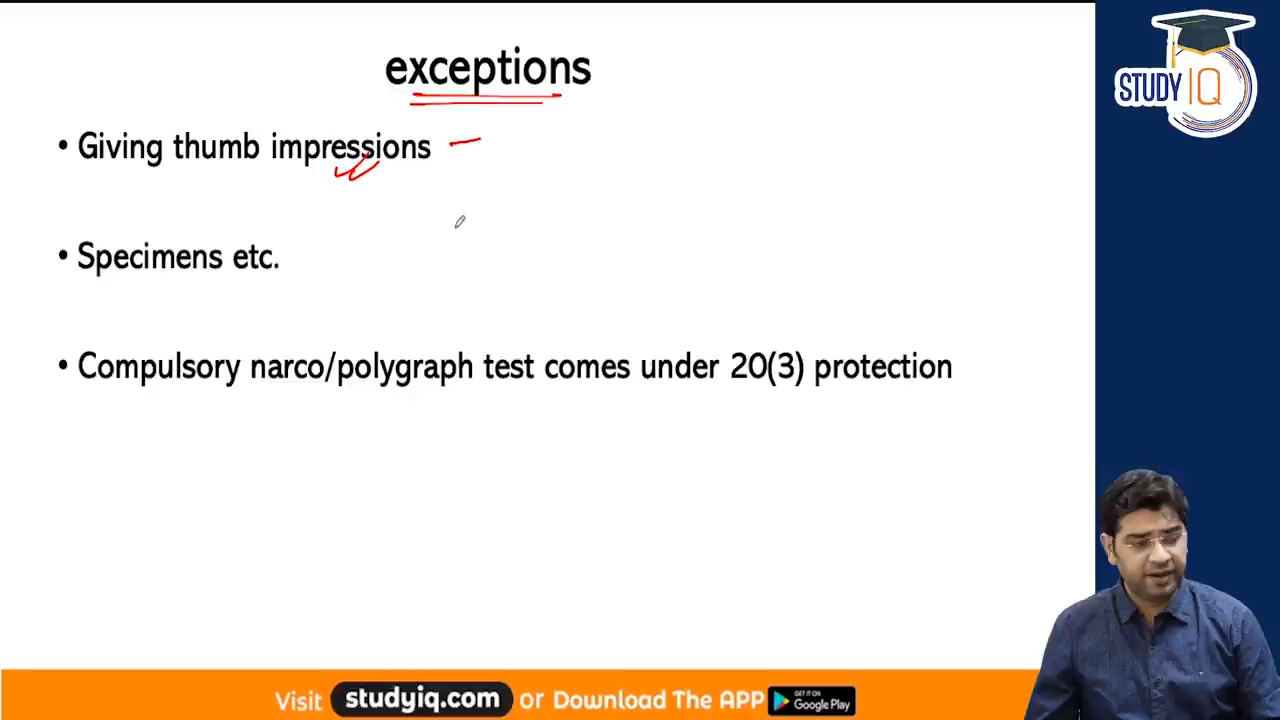 exceptions
STUDY IQ
• Giving thumb impressions
• Specimens etc.
• Compulsory narco/polygraph test comes under 20(3) protection
Visit studyiq.com or Download The APP GET IT ON Google Play